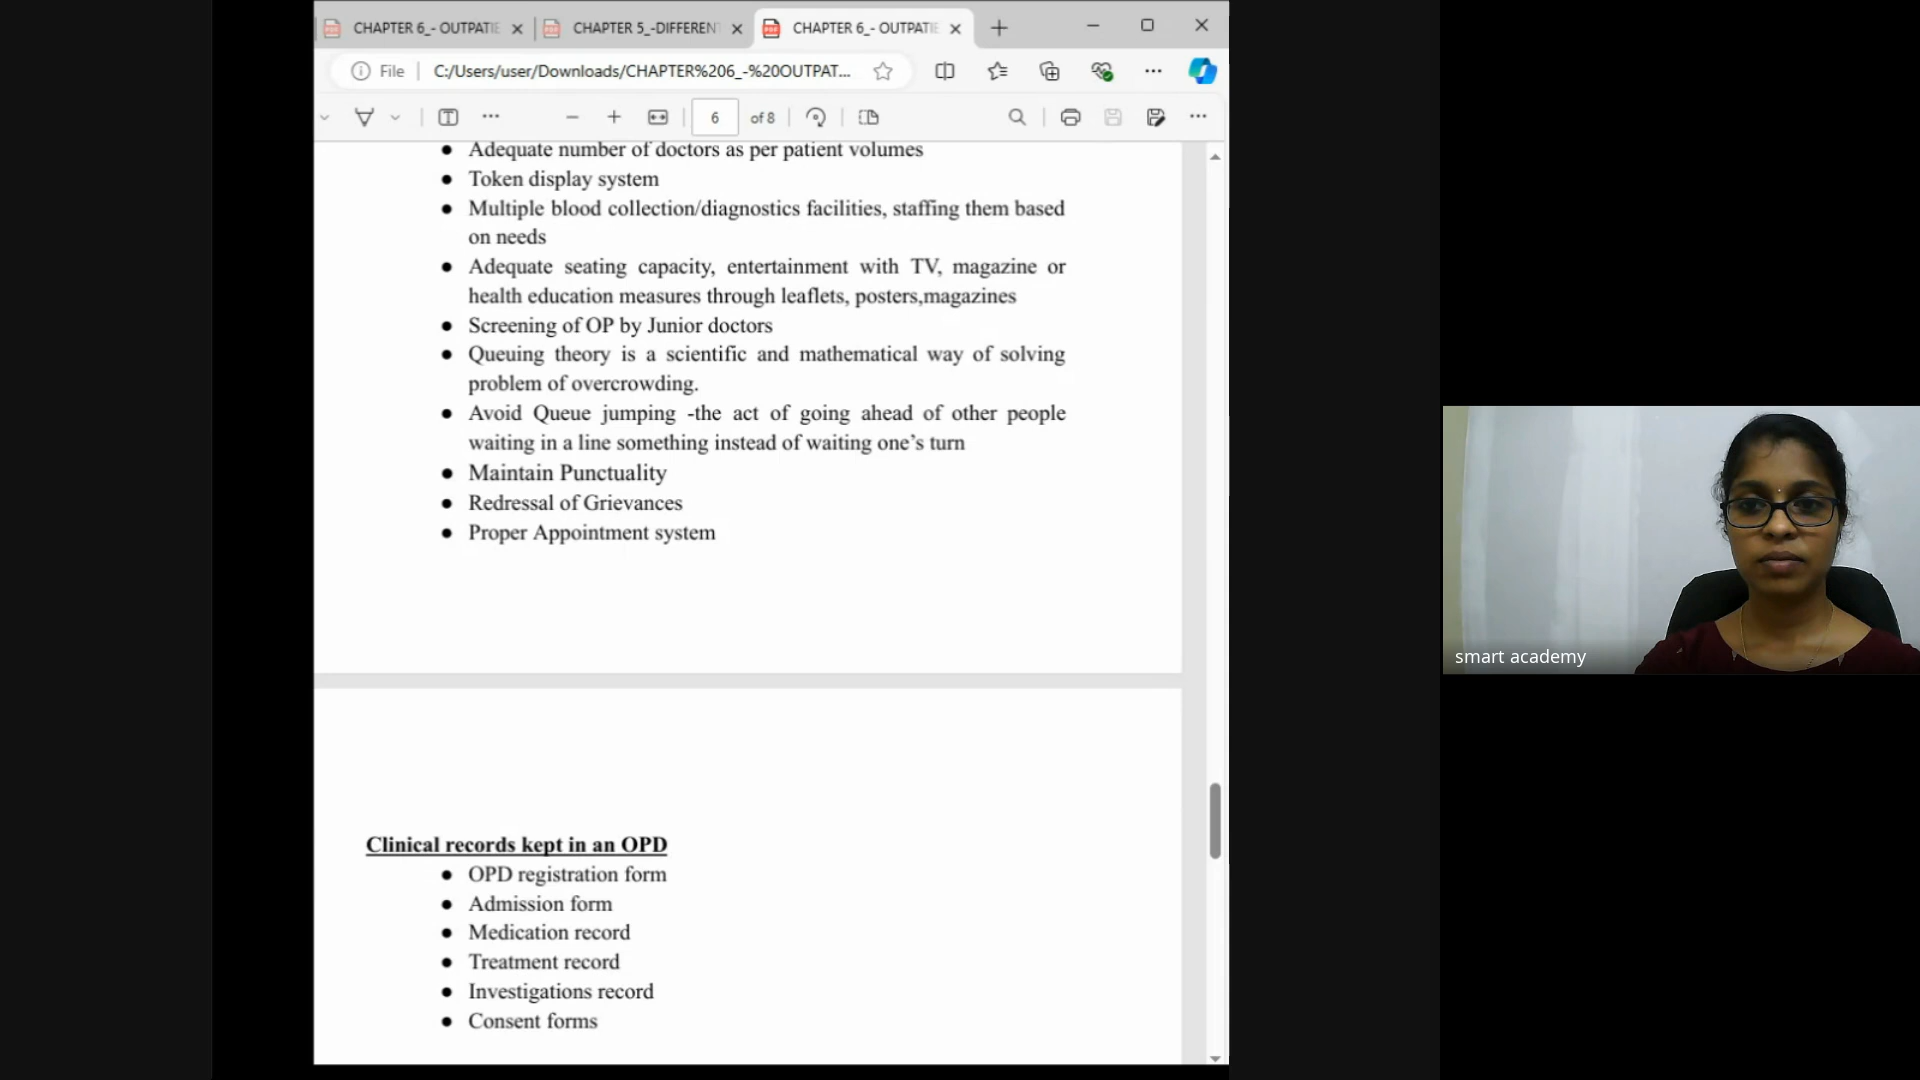 CHAPTER 6_- OUTPATIE
CHAPTER 5_-DIFFEREN
CHAPTER 6_- OUTPATIE
File
C:/Users/user/Downloads/CHAPTER%206_-%20OUTPAT...
6 of 8
● Adequate number of doctors as per patient volumes
● Token display system
● Multiple blood collection/diagnostics facilities, staffing them based
on needs
● Adequate seating capacity, entertainment with TV, magazine or
health education measures through leaflets, posters,magazines
● Screening of OP by Junior doctors
● Queuing theory is a scientific and mathematical way of solving
problem of overcrowding.
● Avoid Queue jumping -the act of going ahead of other people
waiting in a line something instead of waiting one’s turn
● Maintain Punctuality
● Redressal of Grievances
● Proper Appointment system
Clinical records kept in an OPD
● OPD registration form
● Admission form
● Medication record
● Treatment record
● Investigations record
● Consent forms
smart academy